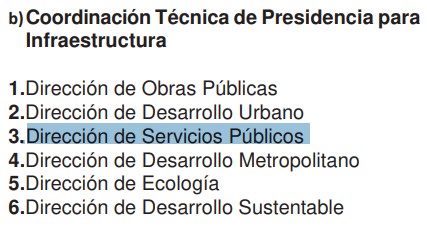 b) Coordinación Técnica de Presidencia para
Infraestructura
1.Dirección de Obras Públicas
2.Dirección de Desarrollo Urbano
3.Dirección de Servicios Públicos
4.Dirección de Desarrollo Metropolitano
5.Dirección de Ecología
6.Dirección de Desarrollo Sustentable